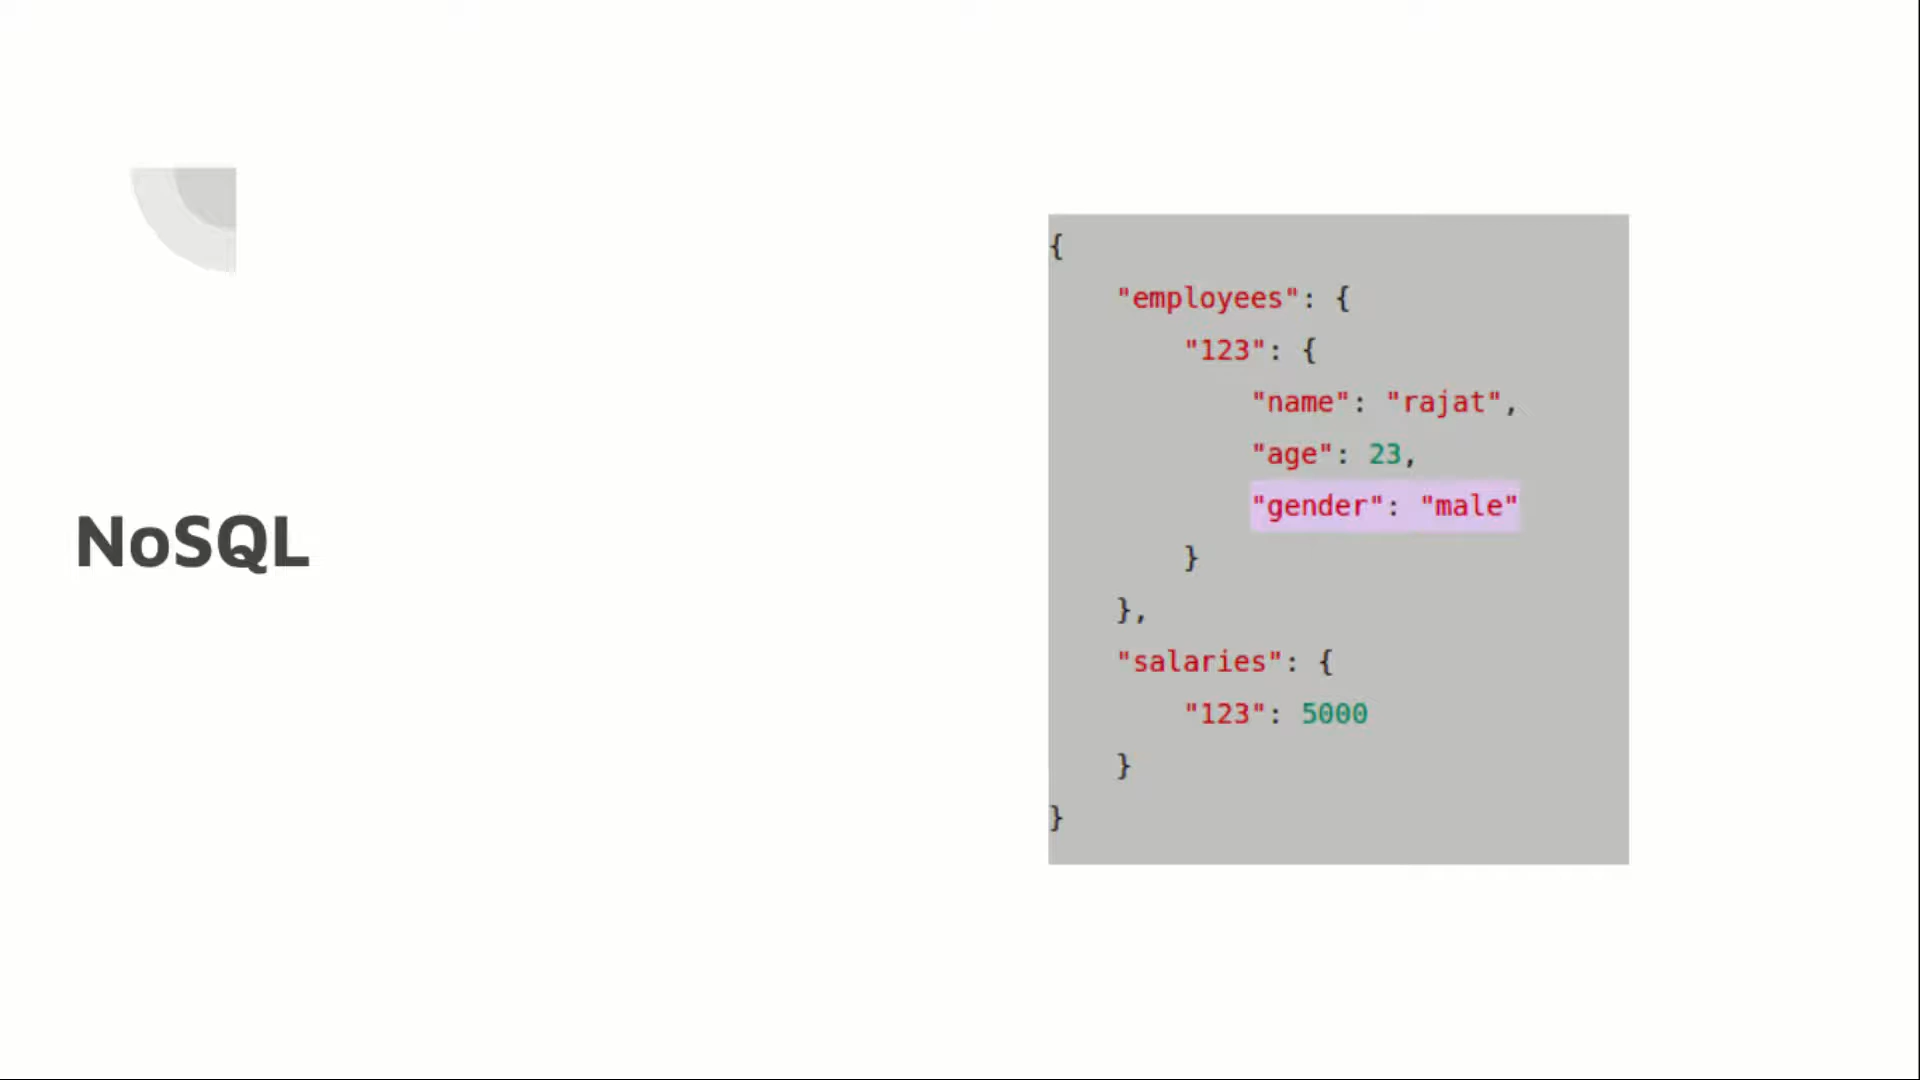 NoSQL
{
"employees": {
"123": {
"name": "rajat",
"age": 23,
"gender": "male"
}
},
"salaries": {
"123": 5000
}
}